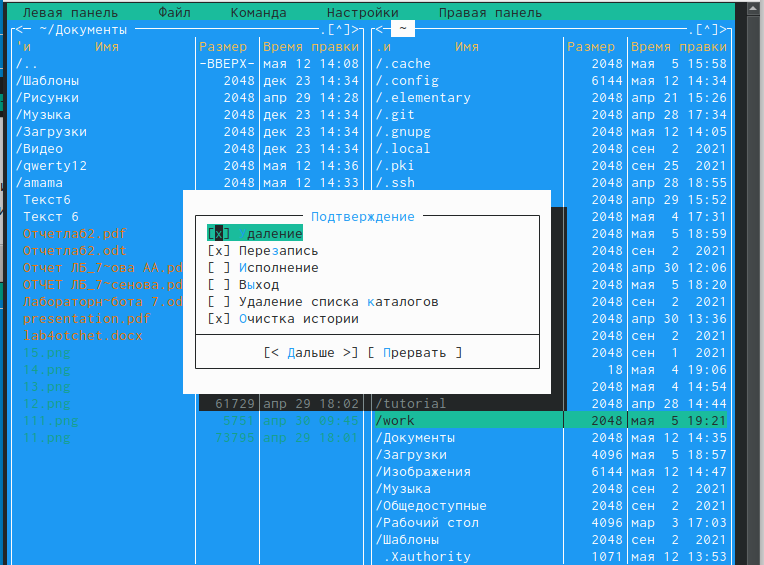 Левая панель Файл Команда Настройки Правая панель
<— ~/Документы .[^]> <— ~ .[^]>
'и Имя Размер Время правки .и Имя Размер Время правки
/.. -ВВЕРХ- мая 12 14:08 /.cache 2048 мая 5 15:58
/Шаблоны 2048 дек 23 14:34 /.config 6144 мая 12 14:34
/Рисунки 2048 апр 29 14:28 /.elementary 2048 апр 21 15:26
/Музыка 2048 дек 23 14:34 /.git 2048 апр 28 17:34
/Загрузки 2048 дек 23 14:34 /.gnupg 2048 мая 12 14:05
/Видео 2048 дек 23 14:34 /.local 2048 сен 2 2021
/qwerty12 2048 мая 12 14:36 /.pki 2048 сен 25 2021
/amama 2048 мая 12 14:33 /.ssh 2048 апр 28 18:55
Текст6 2048 апр 29 15:52
Текст 6 Подтверждение 2048 мая 4 17:31
Отчетлаб2.pdf [x] Удаление 2048 мая 5 18:59
Отчетла62.odt [x] Перезапись 2048 сен 2 2021
Отчет ЛБ_7~ова АА.pd [ ] Исполнение 2048 апр 30 12:06
ОТЧЕТ ЛБ_7~сенова.pd [ ] Выход 2048 мая 5 18:20
Лабораторн~бота 7.od [ ] Удаление списка каталогов 2048 сен 2 2021
presentation.pdf [x] Очистка истории 2048 апр 30 13:36
lab4otchet.docx 2048 сен 2 2021
15.png [< Дальше >] [ Прервать ] 2048 сен 1 2021
14.png 18 мая 4 19:06
13.png 2048 мая 4 14:54
12.png 61729 апр 29 18:02 /tutorial 2048 апр 28 14:44
111.png 5751 апр 30 09:45 /work 2048 мая 5 19:21
11.png 73795 апр 29 18:01 /Документы 2048 мая 12 14:35
/Загрузки 4096 мая 5 18:57
/Изображения 6144 мая 12 14:47
/Музыка 2048 сен 2 2021
/Общедоступные 2048 сен 2 2021
/Рабочий стол 4096 мар 3 17:03
/Шаблоны 2048 сен 2 2021
.Xauthority 1071 мая 12 13:53